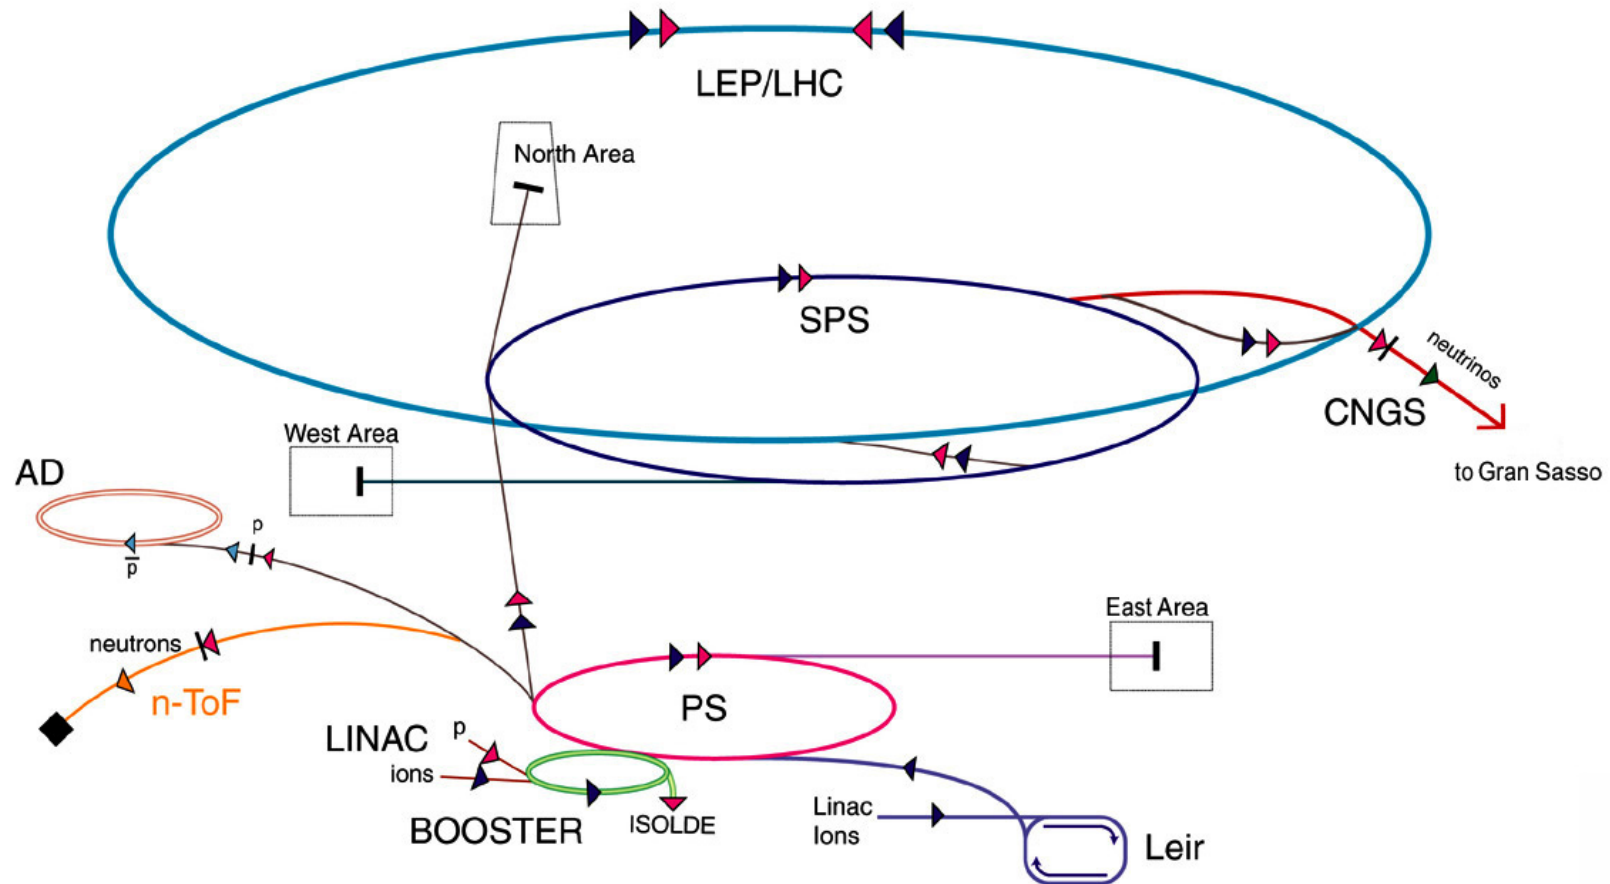 LEP/LHC
North Area
SPS
neutrinos
CNGS
West Area
to Gran Sasso
AD
p
p̅
East Area
neutrons
n-ToF
PS
LINAC
p
ions
BOOSTER
ISOLDE
Linac
Ions
Leir